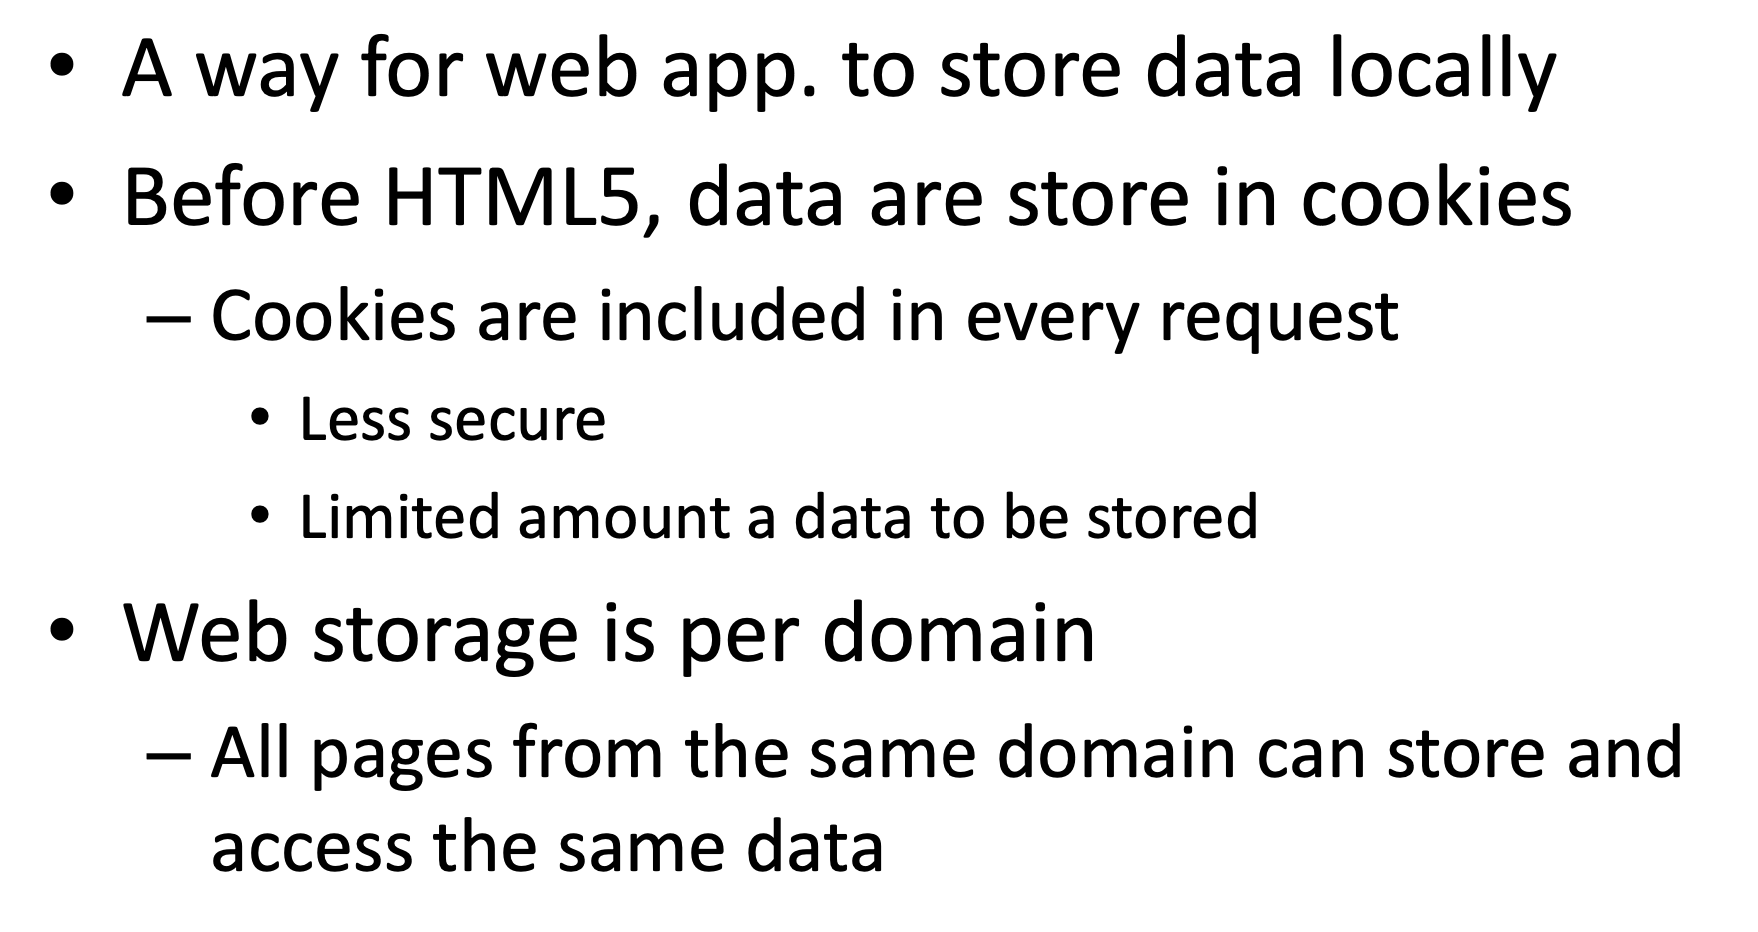 • A way for web app. to store data locally
• Before HTML5, data are store in cookies
– Cookies are included in every request
• Less secure
• Limited amount a data to be stored
• Web storage is per domain
– All pages from the same domain can store and
access the same data